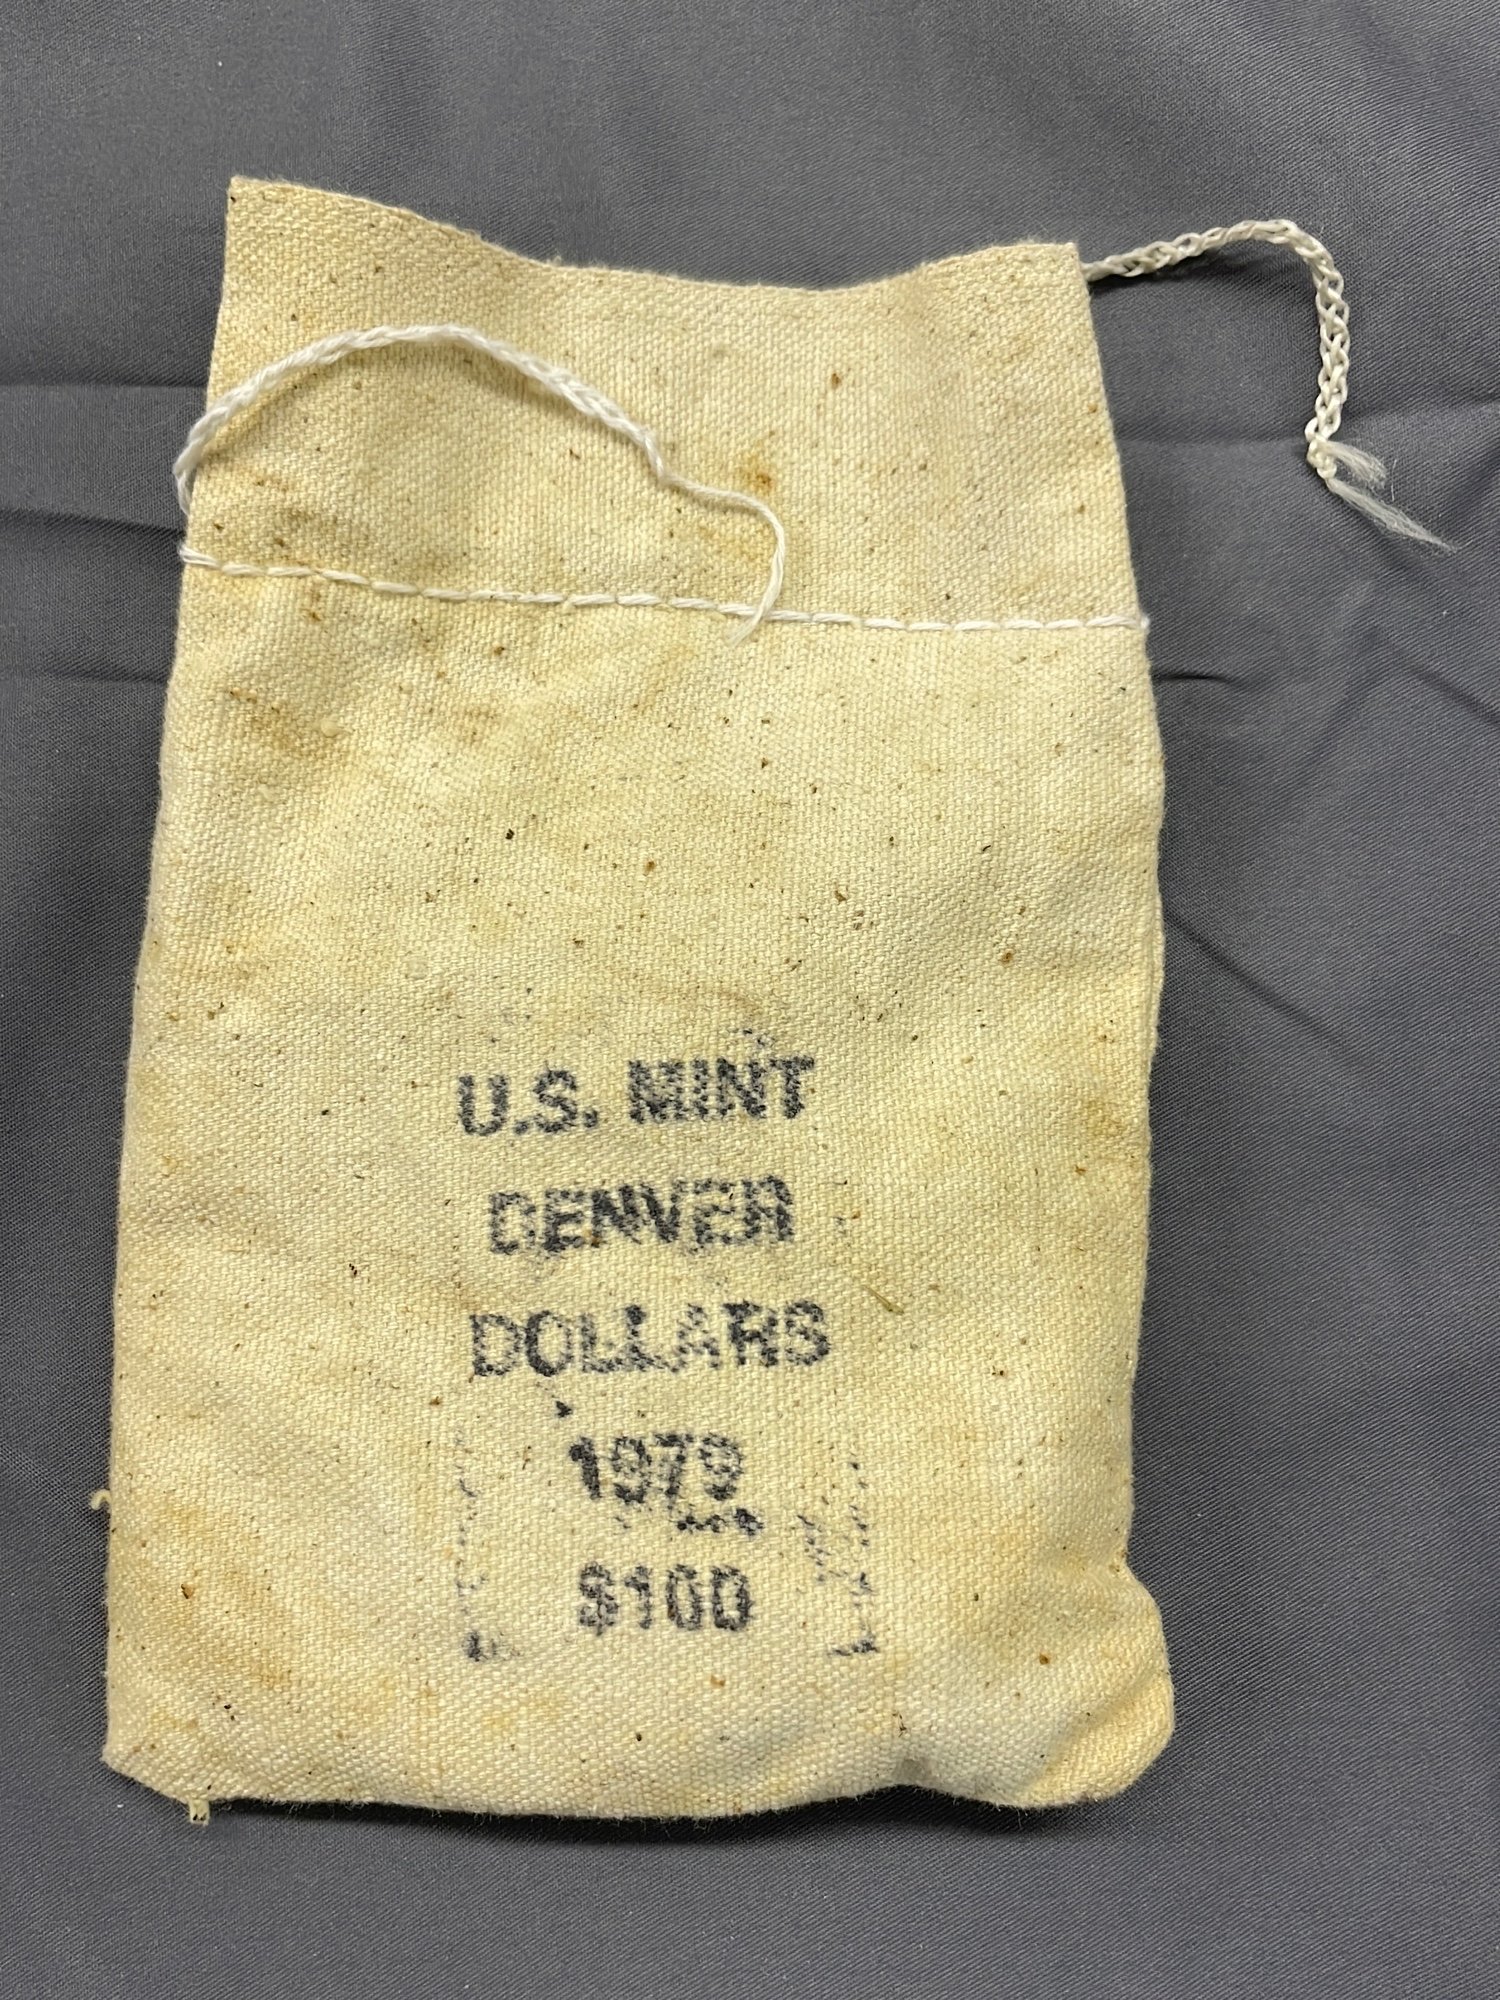 U.S. MINT
DENVER
DOLLARS
1979
$100